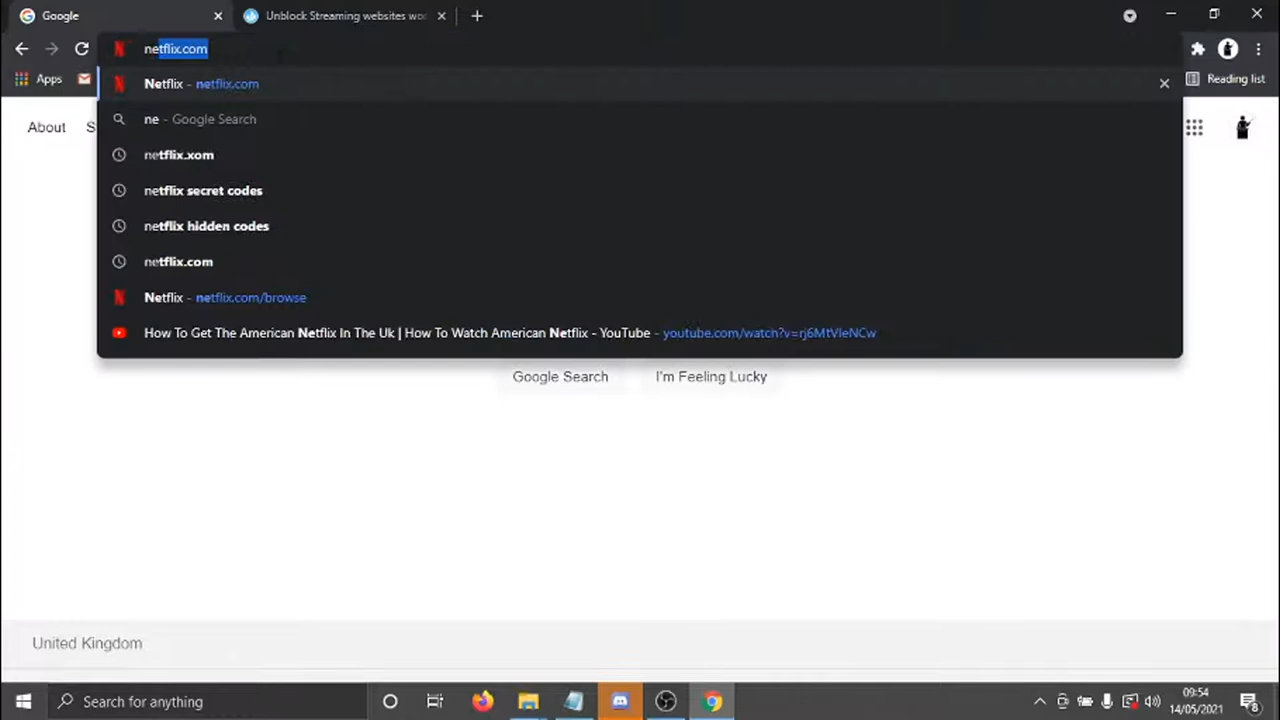 Google
Unblock Streaming websites wo
netflix.com
Apps
Reading list
Netflix - netflix.com
ne - Google Search
About
S
netflix.xom
netflix secret codes
netflix hidden codes
netflix.com
Netflix - netflix.com/browse
How To Get The American Netflix In The Uk | How To Watch American Netflix - YouTube - youtube.com/watch?v=rj6MtVIeNCw
Google Search
I'm Feeling Lucky
United Kingdom
Search for anything
09:54
14/05/2021
8